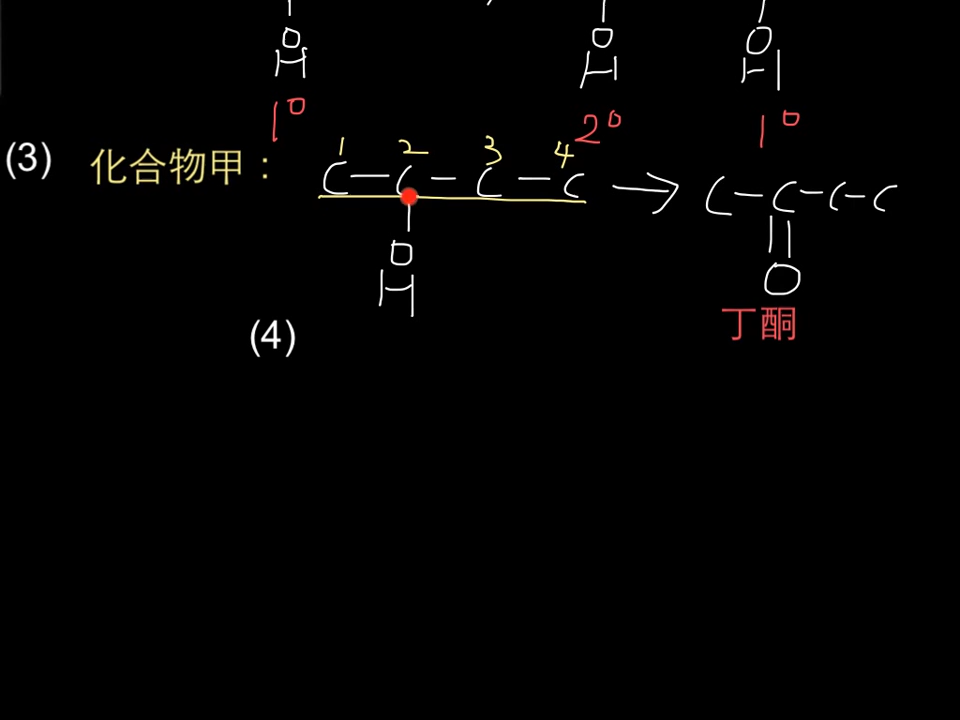 O O O
H H H
1° 2° 1°
(3) 化合物甲：
1 2 3 4
C—C—C—C → C—C—C—C
O O
H
丁酮
(4)